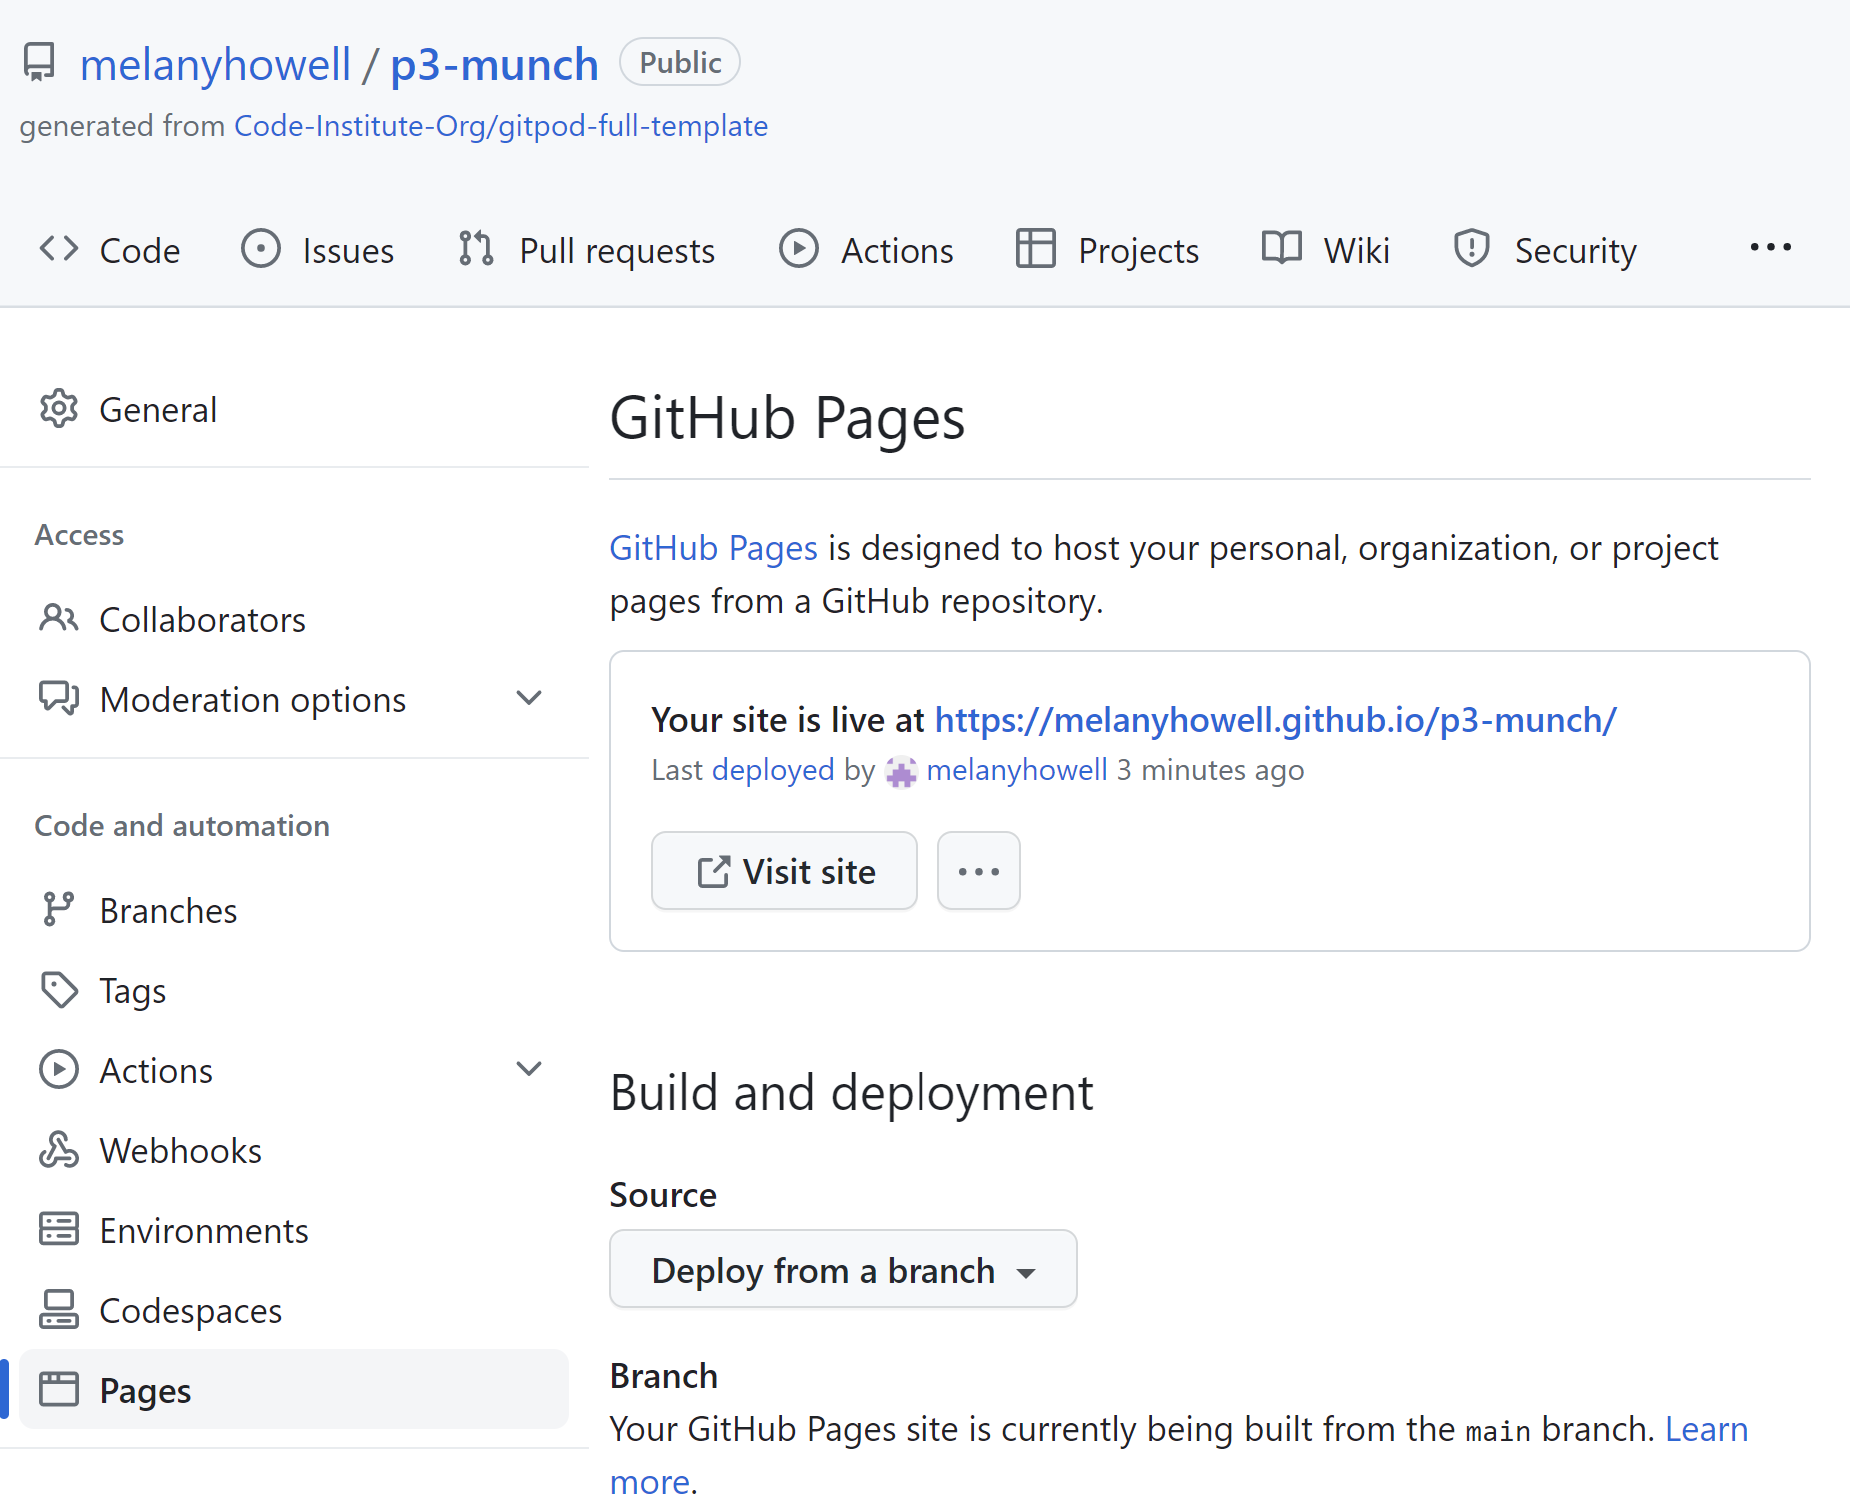 melanyhowell / p3-munch Public
generated from Code-Institute-Org/gitpod-full-template
Code Issues Pull requests Actions Projects Wiki Security
General
Access
Collaborators
Moderation options
Code and automation
Branches
Tags
Actions
Webhooks
Environments
Codespaces
Pages
GitHub Pages
GitHub Pages is designed to host your personal, organization, or project
pages from a GitHub repository.
Your site is live at https://melanyhowell.github.io/p3-munch/
Last deployed by melanyhowell 3 minutes ago
Visit site
Build and deployment
Source
Deploy from a branch
Branch
Your GitHub Pages site is currently being built from the main branch. Learn
more.